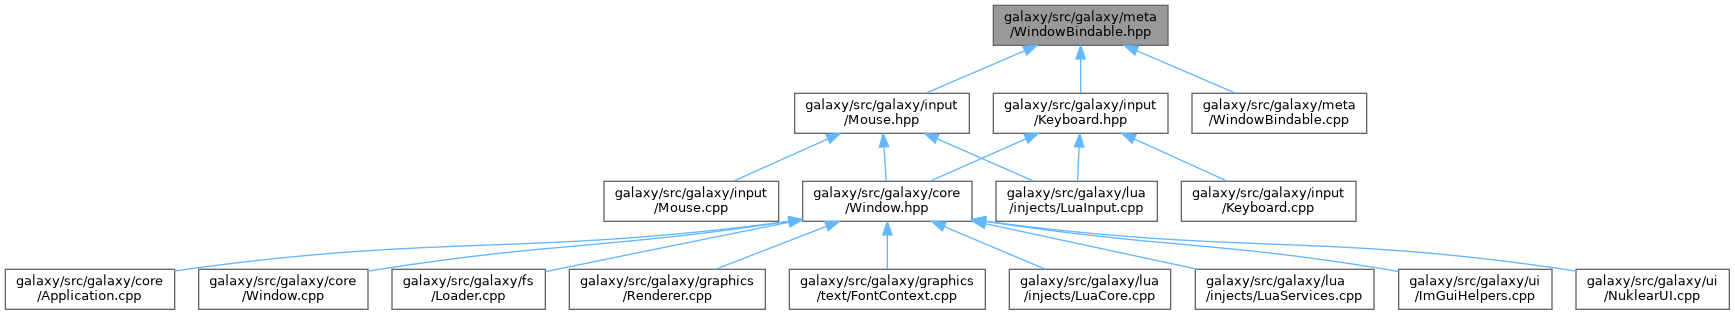 galaxy/src/galaxy/meta
/WindowBindable.hpp
galaxy/src/galaxy/input
/Mouse.hpp
galaxy/src/galaxy/input
/Keyboard.hpp
galaxy/src/galaxy/meta
/WindowBindable.cpp
galaxy/src/galaxy/input
/Mouse.cpp
galaxy/src/galaxy/core
/Window.hpp
galaxy/src/galaxy/lua
/injects/LuaInput.cpp
galaxy/src/galaxy/input
/Keyboard.cpp
galaxy/src/galaxy/core
/Application.cpp
galaxy/src/galaxy/core
/Window.cpp
galaxy/src/galaxy/fs
/Loader.cpp
galaxy/src/galaxy/graphics
/Renderer.cpp
galaxy/src/galaxy/graphics
/text/FontContext.cpp
galaxy/src/galaxy/lua
/injects/LuaCore.cpp
galaxy/src/galaxy/lua
/injects/LuaServices.cpp
galaxy/src/galaxy/ui
/ImGuiHelpers.cpp
galaxy/src/galaxy/ui
/NuklearUI.cpp